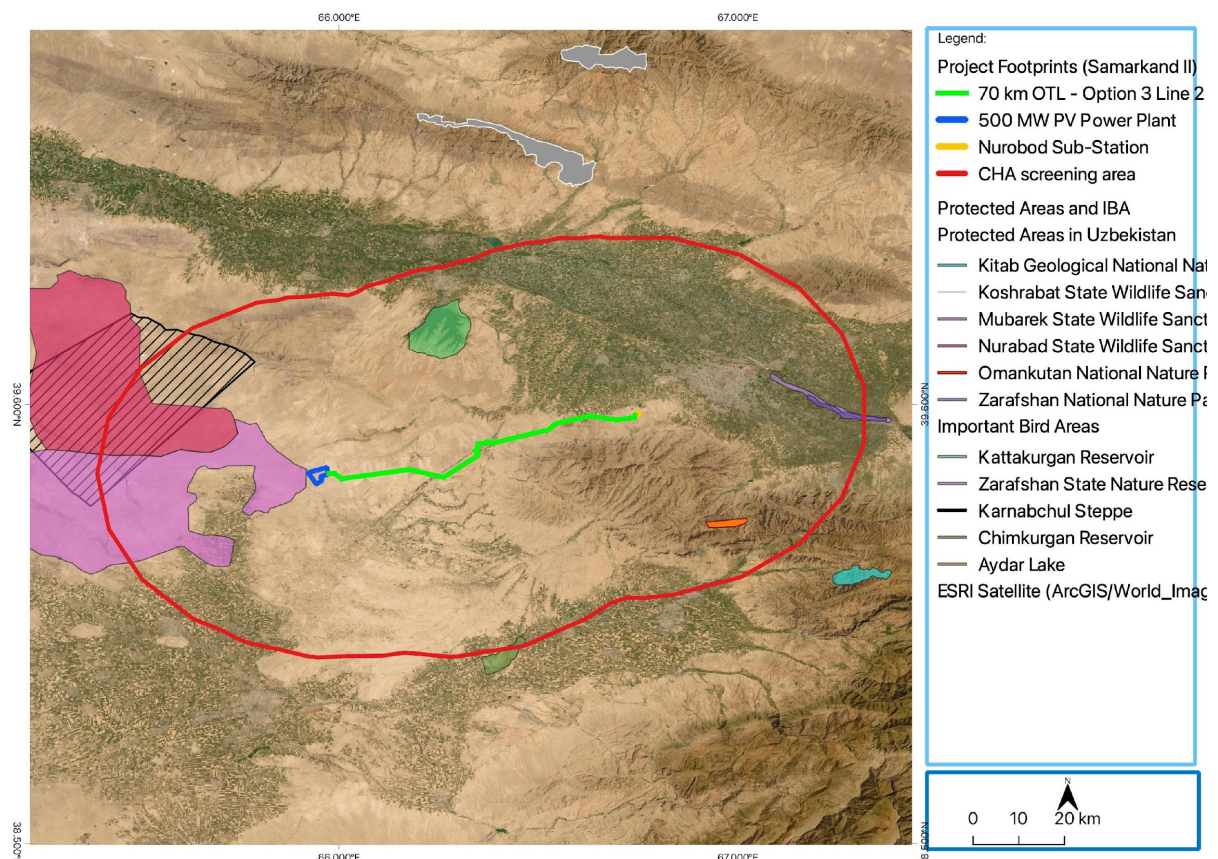 66.000°E
67.000°E
39.600°N
39.600°N
Legend:
Project Footprints (Samarkand II)
70 km OTL - Option 3 Line 2
500 MW PV Power Plant
Nurobod Sub-Station
CHA screening area
Protected Areas and IBA
Protected Areas in Uzbekistan
Kitab Geological National Nat
Koshrabat State Wildlife Sanc
Mubarek State Wildlife Sanct
Nurabad State Wildlife Sanct
Omankutan National Nature P
Zarafshan National Nature Pa
Important Bird Areas
Kattakurgan Reservoir
Zarafshan State Nature Rese
Karnabchul Steppe
Chimkurgan Reservoir
Aydar Lake
ESRI Satellite (ArcGIS/World_Imag
N
0 10 20 km
38.500°N
8.500°N
66.000°E
67.000°E